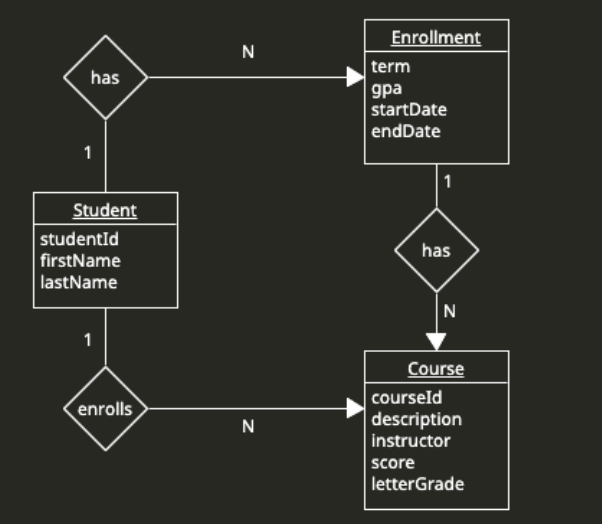 N
Enrollment
has
term
gpa
startDate
endDate
1
1
Student
studentId
firstName
lastName
has
N
1
Course
enrolls
courseId
N
description
instructor
score
letterGrade